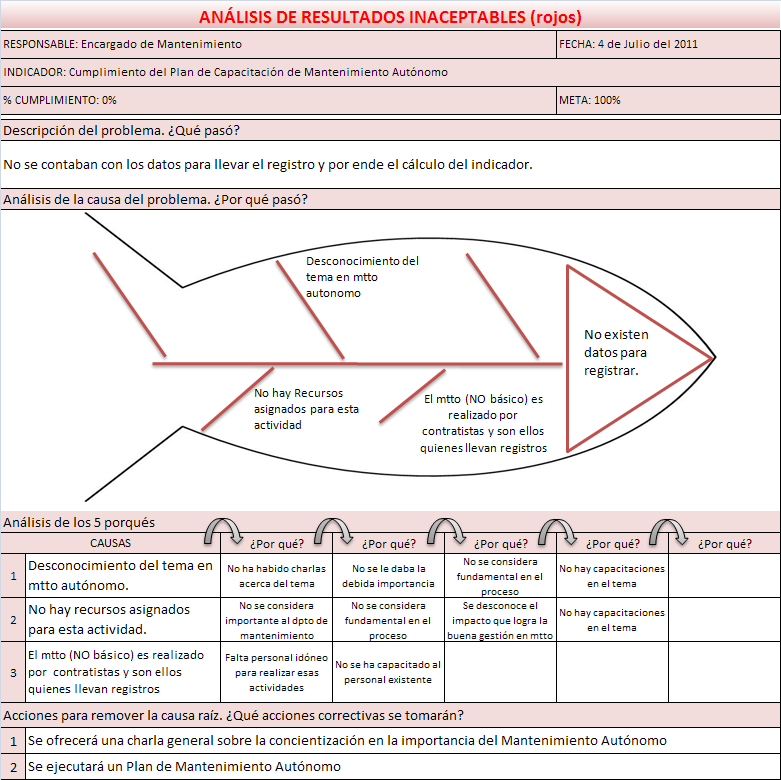 ANÁLISIS DE RESULTADOS INACEPTABLES (rojos)
RESPONSABLE: Encargado de Mantenimiento
FECHA: 4 de Julio del 2011
INDICADOR: Cumplimiento del Plan de Capacitación de Mantenimiento Autónomo
% CUMPLIMIENTO: 0%
META: 100%
Descripción del problema. ¿Qué pasó?
No se contaban con los datos para llevar el registro y por ende el cálculo del indicador.
Análisis de la causa del problema. ¿Por qué pasó?
Desconocimiento del
tema en mtto
autonomo
No existen
datos para
registrar.
No hay Recursos
asignados para esta
actividad
El mtto (NO básico) es
realizado por
contratistas y son ellos
quienes llevan registros
Análisis de los 5 porqués
CAUSAS
¿Por qué?
¿Por qué?
¿Por qué?
¿Por qué?
¿Por qué?
1
Desconocimiento del tema en
mtto autónomo.
No ha habido charlas
acerca del tema
No se le daba la
debida importancia
No se considera
fundamental en el
proceso
No hay capacitaciones
en el tema
2
No hay recursos asignados
para esta actividad.
No se considera
importante al dpto de
mantenimiento
No se considera
fundamental en el
proceso
Se desconoce el
impacto que logra la
buena gestión en mtto
No hay capacitaciones
en el tema
3
El mtto (NO básico) es realizado
por contratistas y son ellos
quienes llevan registros
Falta personal idóneo
para realizar esas
actividades
No se ha capacitado al
personal existente
Acciones para remover la causa raíz. ¿Qué acciones correctivas se tomarán?
1 Se ofrecerá una charla general sobre la concientización en la importancia del Mantenimiento Autónomo
2 Se ejecutará un Plan de Mantenimiento Autónomo